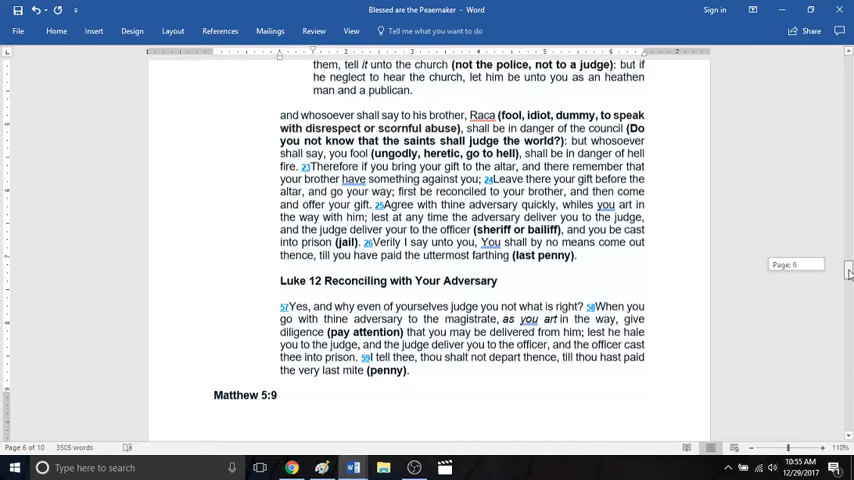 Blessed are the Peaemaker - Word
Sign in
File Home Insert Design Layout References Mailings Review View Help Tell me what you want to do Share
them, tell it unto the church (not the police, not to a judge): but if
he neglect to hear the church, let him be unto you as an heathen
man and a publican.
and whosoever shall say to his brother, Raca (fool, idiot, dummy, to speak
with disrespect or scornful abuse), shall be in danger of the council (Do
you not know that the saints shall judge the world?): but whosoever
shall say, you fool (ungodly, heretic, go to hell), shall be in danger of hell
fire. 23Therefore if you bring your gift to the altar, and there remember that
your brother have something against you; 24Leave there your gift before the
altar, and go your way; first be reconciled to your brother, and then come
and offer your gift. 25Agree with thine adversary quickly, whiles you art in
the way with him; lest at any time the adversary deliver you to the judge,
and the judge deliver your to the officer (sheriff or bailiff), and you be cast
into prison (jail). 26Verily I say unto you, You shall by no means come out
thence, till you have paid the uttermost farthing (last penny).
Page: 6
Luke 12 Reconciling with Your Adversary
57Yes, and why even of yourselves judge you not what is right? 58When you
go with thine adversary to the magistrate, as you art in the way, give
diligence (pay attention) that you may be delivered from him; lest he hale
you to the judge, and the judge deliver you to the officer, and the officer cast
thee into prison. 59I tell thee, thou shalt not depart thence, till thou hast paid
the very last mite (penny).
Matthew 5:9
Page 6 of 10 3505 words 110%
Type here to search
10:55 AM
12/29/2017